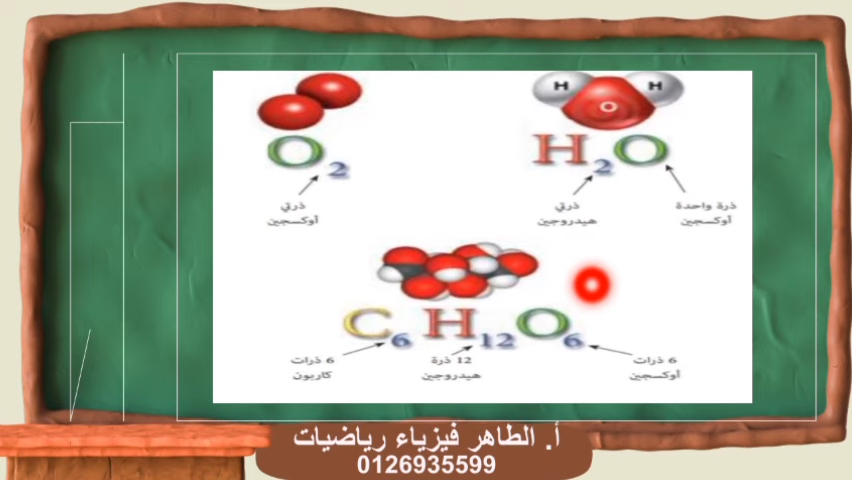 H H
O
O2
H2O
ذرتي
أوكسجين
ذرتي
هيدروجين
ذرة واحدة
أوكسجين
C6H12O6
6 ذرات
كاربون
12 ذرة
هيدروجين
6 ذرات
أوكسجين
أ. الطاهر فيزياء رياضيات
0126935599